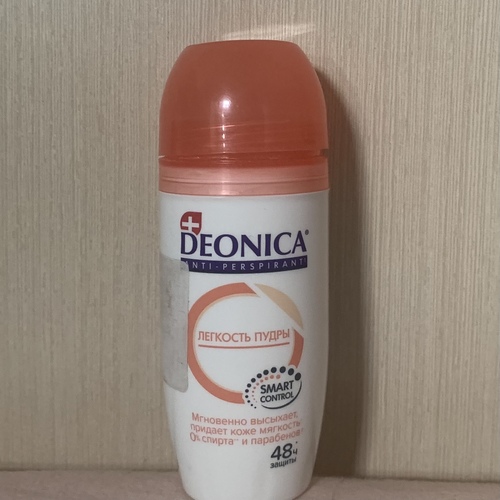 DEONICA®
ANTI-PERSPIRANT
ЛЕГКОСТЬ ПУДРЫ
SMART
CONTROL
Мгновенно высыхает,
придает коже мягкость
0% спирта** и парабенов
48ч
защиты